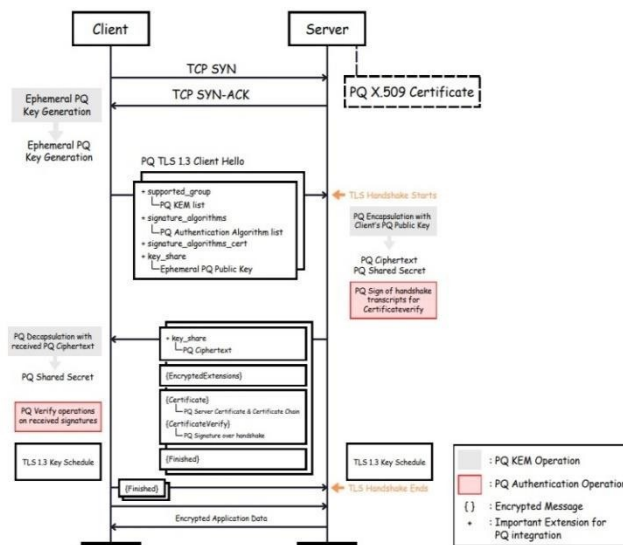 Client
Server
TCP SYN
PQ X.509 Certificate
TCP SYN-ACK
Ephemeral PQ
Key Generation
Ephemeral PQ
Key Generation
PQ TLS 1.3 Client Hello
+ supported_group
PQ KEM list
+ signature_algorithms
PQ Authentication Algorithm list
+ signature_algorithms_cert
+ key_share
Ephemeral PQ Public Key
TLS Handshake Starts
PQ Encapsulation with
Client's PQ Public Key
PQ Ciphertext
PQ Shared Secret
PQ Sign of handshake
transcripts for
Certificateverify
PQ Decapsulation with
received PQ Ciphertext
PQ Shared Secret
PQ Verify operations
on received signatures
+ key_share
PQ Ciphertext
{EncryptedExtensions}
{Certificate}
PQ Server Certificate & Certificate Chain
{CertificateVerify}
PQ Signature over handshake
{Finished}
TLS 1.3 Key Schedule
TLS 1.3 Key Schedule
{Finished}
TLS Handshake Ends
Encrypted Application Data
: PQ KEM Operation
: PQ Authentication Operation
{ } : Encrypted Message
+ : Important Extension for
PQ integration